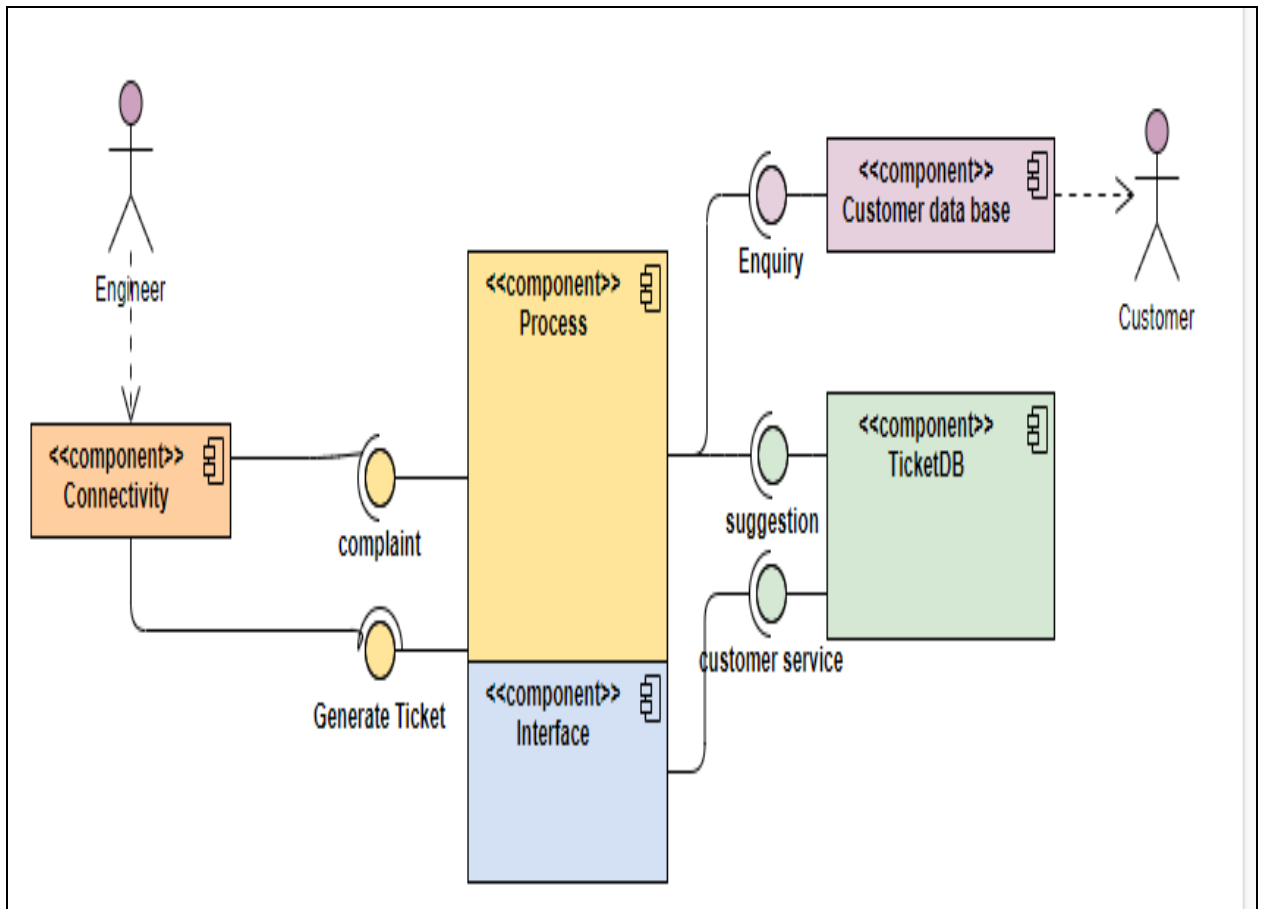 Engineer
<<component>>
Connectivity
complaint
Generate Ticket
<<component>>
Process
<<component>>
Interface
Enquiry
suggestion
customer service
<<component>>
Customer data base
<<component>>
TicketDB
Customer